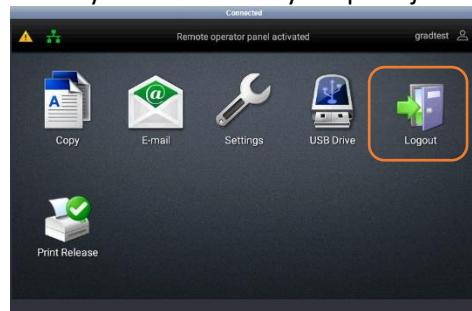 Connected
Remote operator panel activated
gradtest
A
@
Copy
E-mail
Settings
USB Drive
Logout
Print Release